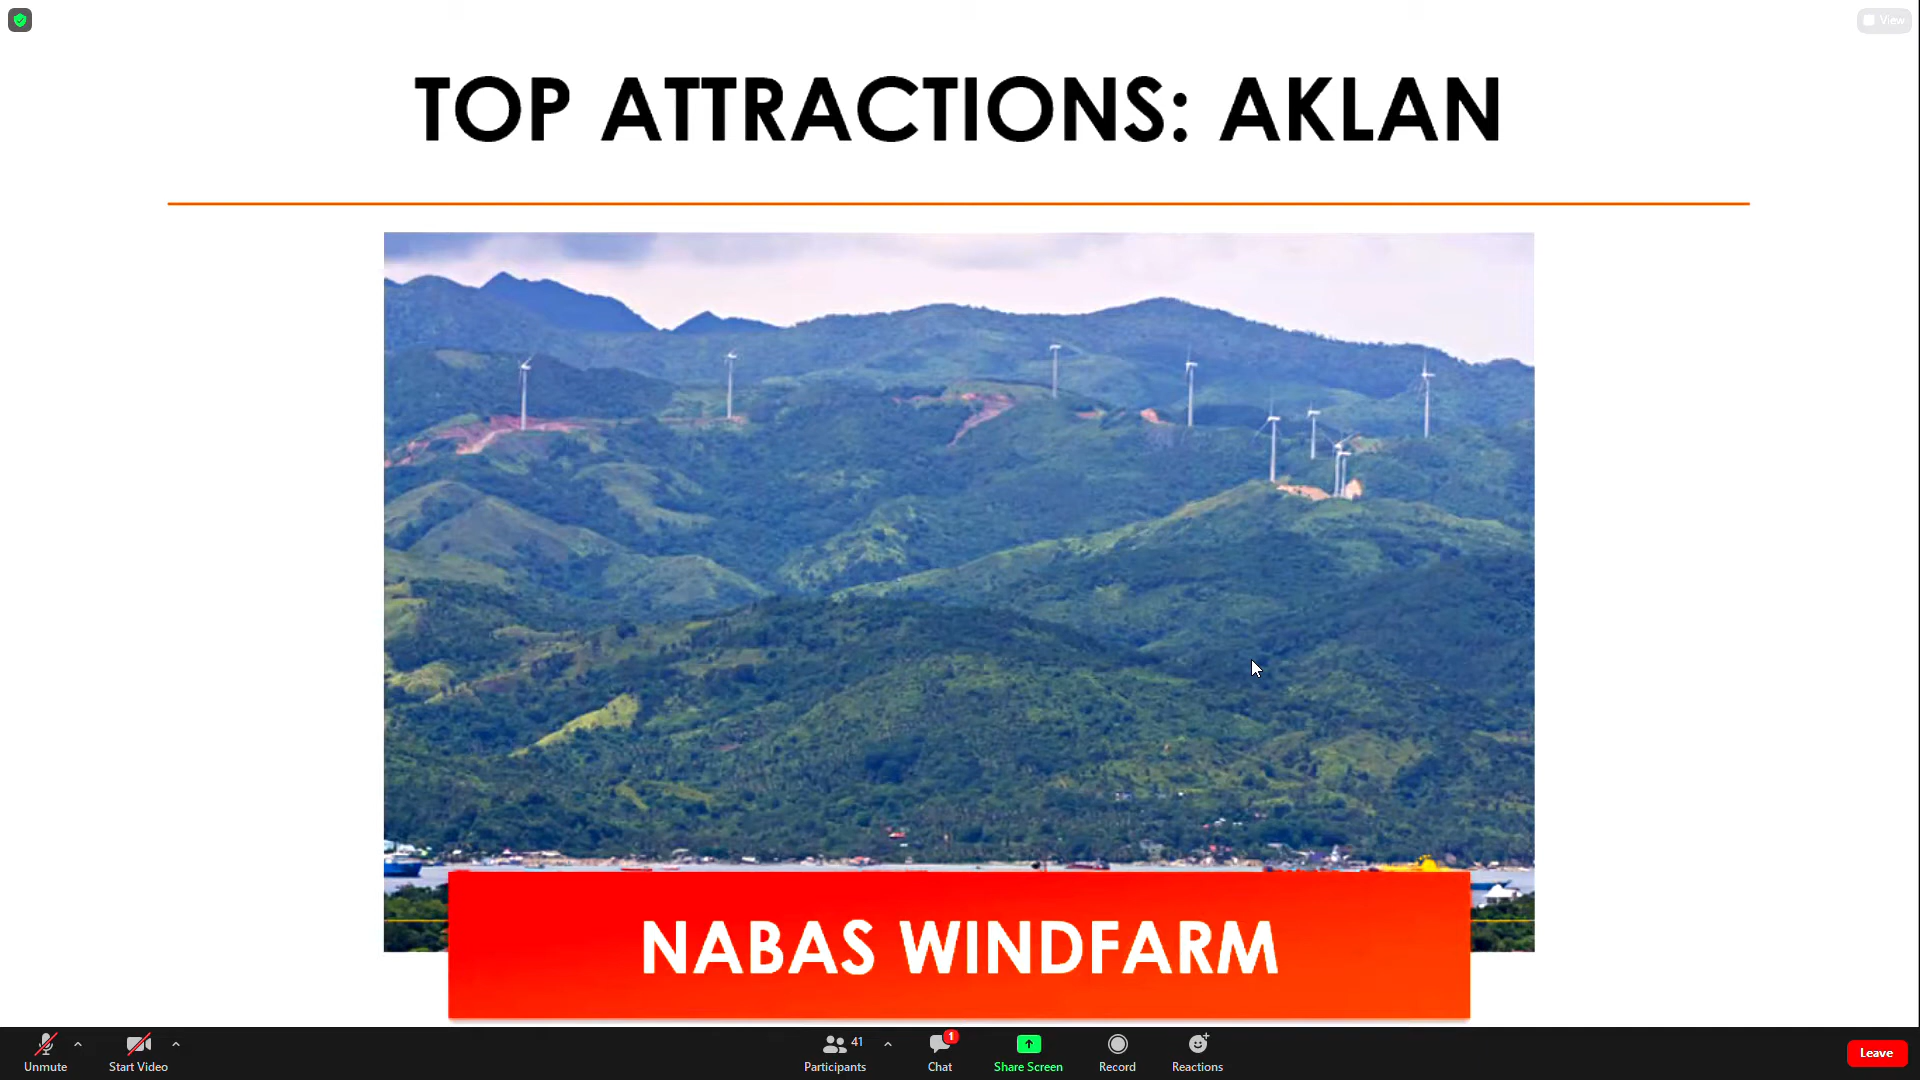 View
TOP ATTRACTIONS: AKLAN
NABAS WINDFARM
Unmute
Start Video
41
Participants
1
Chat
Share Screen
Record
Reactions
Leave